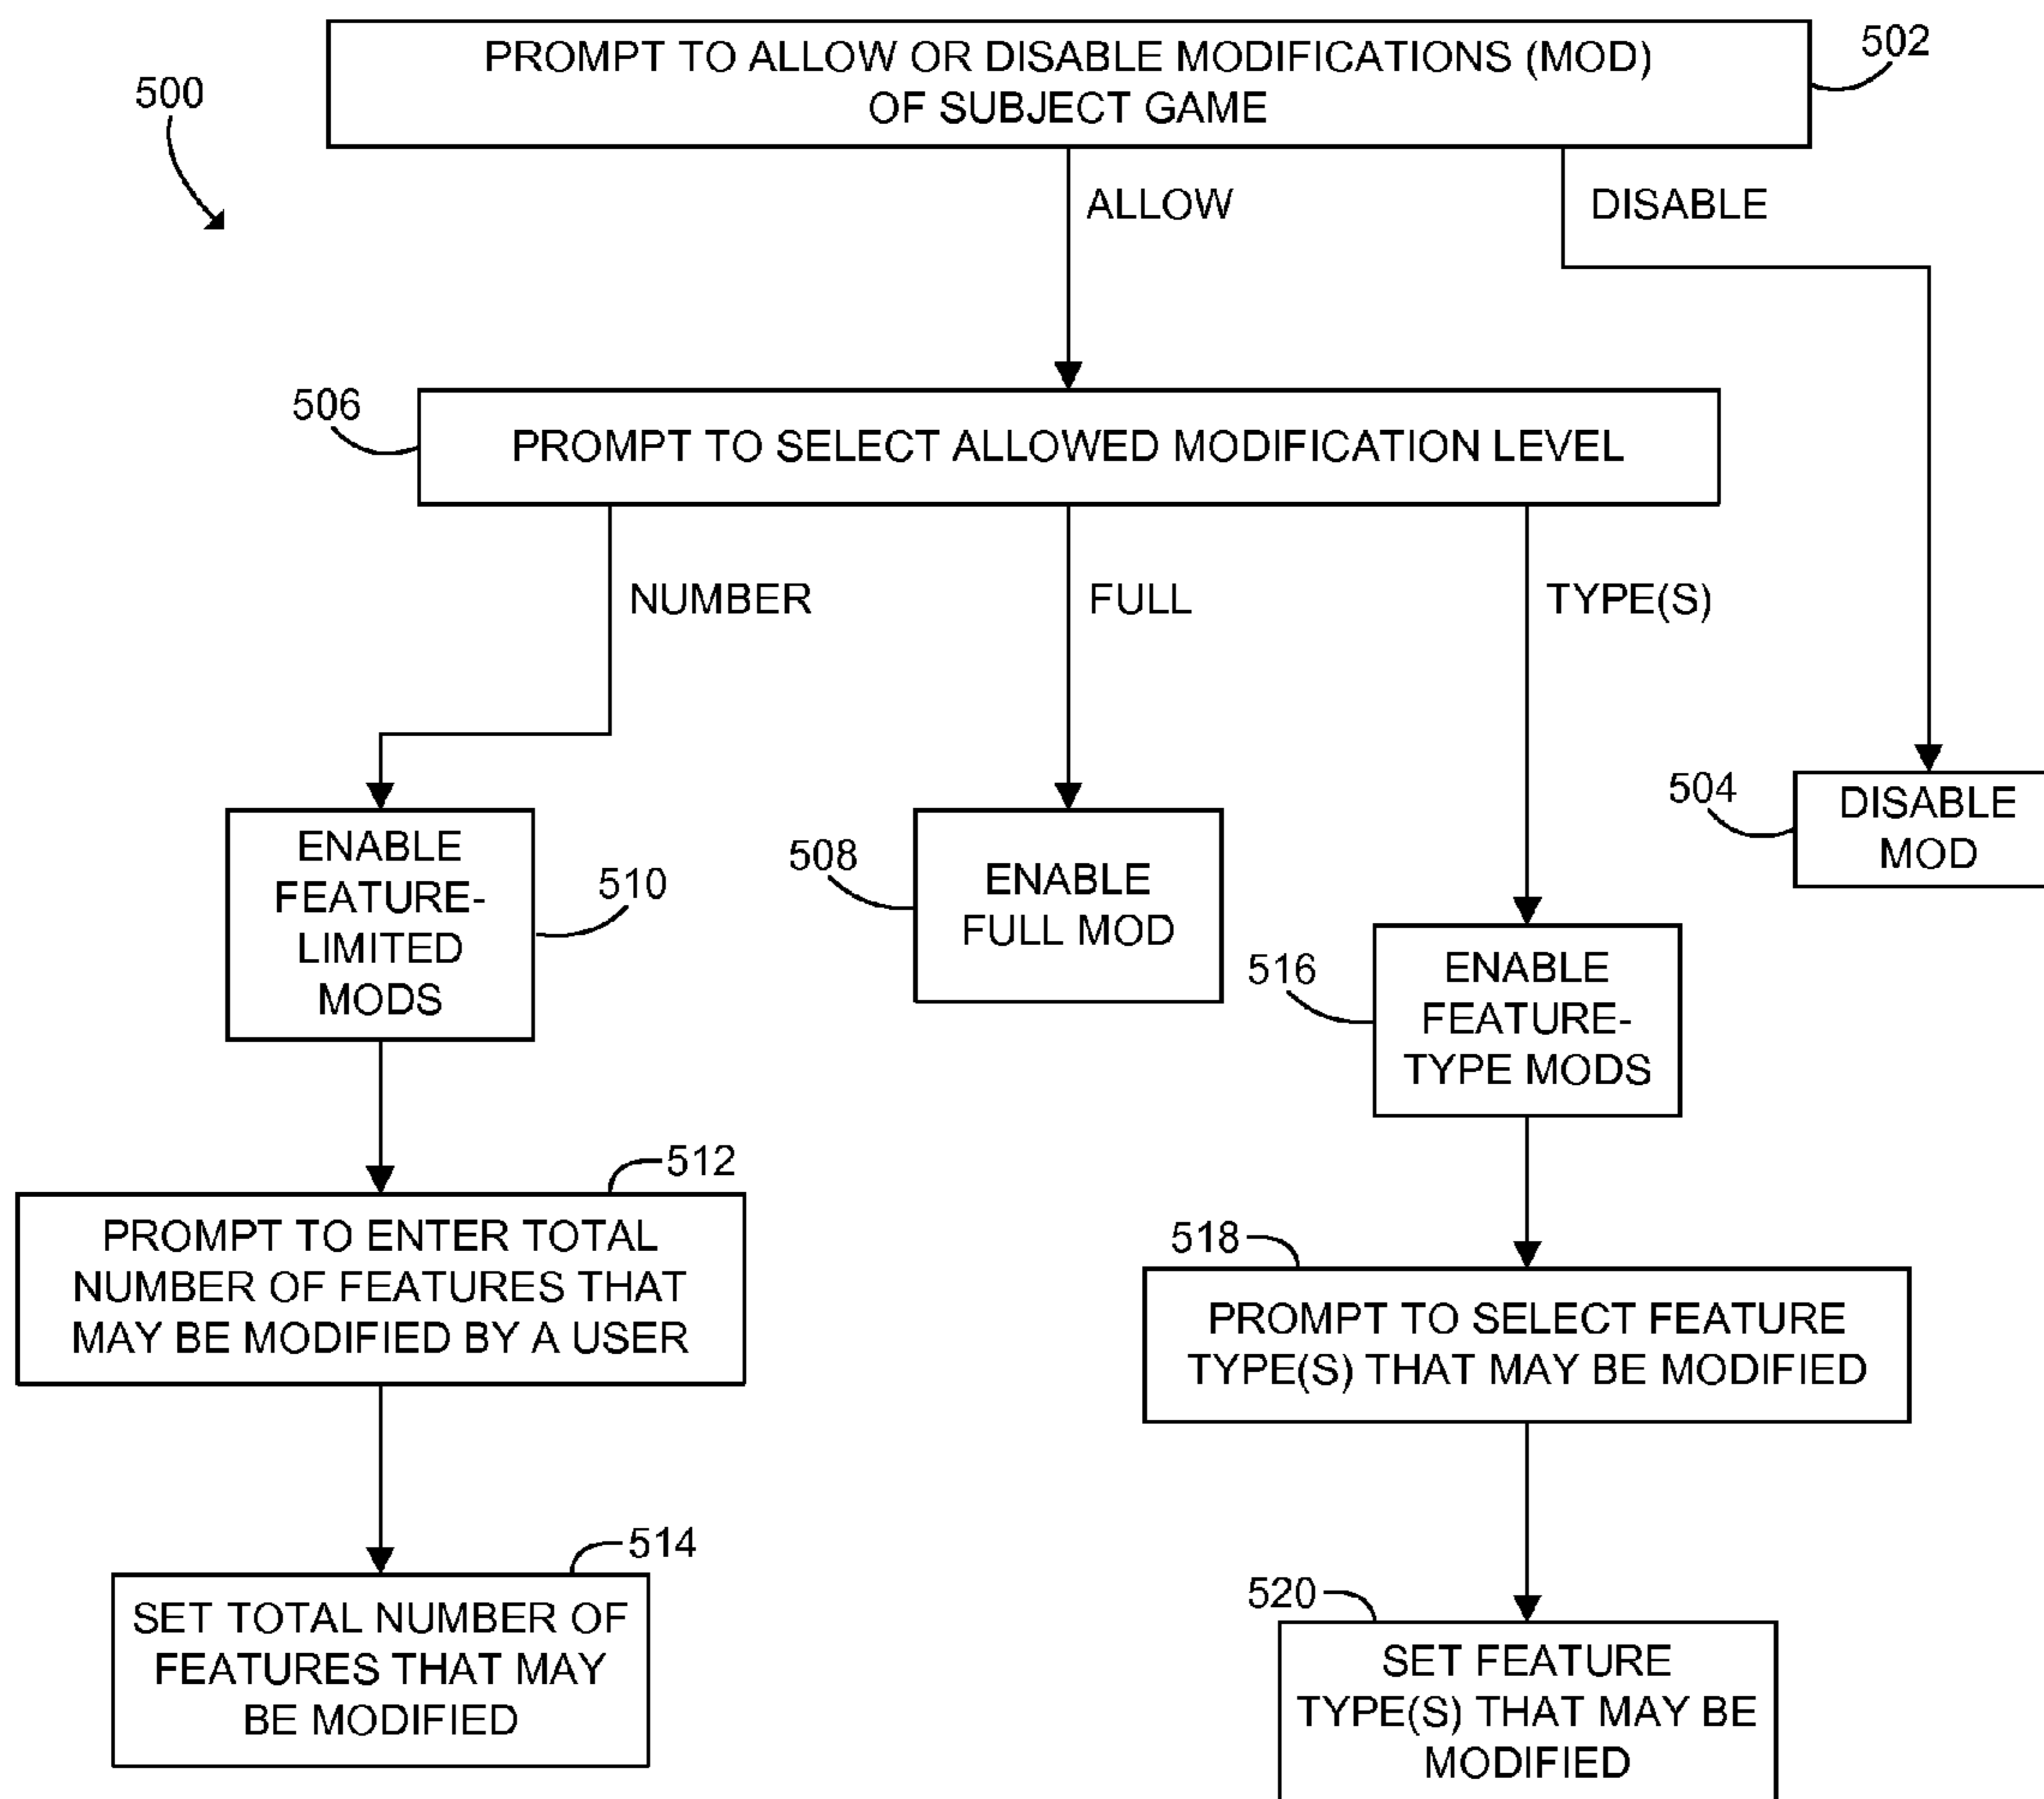 PROMPT TO ALLOW OR DISABLE MODIFICATIONS (MOD)
OF SUBJECT GAME
502
500
ALLOW
DISABLE
506
PROMPT TO SELECT ALLOWED MODIFICATION LEVEL
NUMBER
FULL
TYPE(S)
504
DISABLE
MOD
ENABLE
FEATURE-
LIMITED
MODS
510
508
ENABLE
FULL MOD
516
ENABLE
FEATURE-
TYPE MODS
512
PROMPT TO ENTER TOTAL
NUMBER OF FEATURES THAT
MAY BE MODIFIED BY A USER
518
PROMPT TO SELECT FEATURE
TYPE(S) THAT MAY BE MODIFIED
514
SET TOTAL NUMBER OF
FEATURES THAT MAY
BE MODIFIED
520
SET FEATURE
TYPE(S) THAT MAY BE
MODIFIED